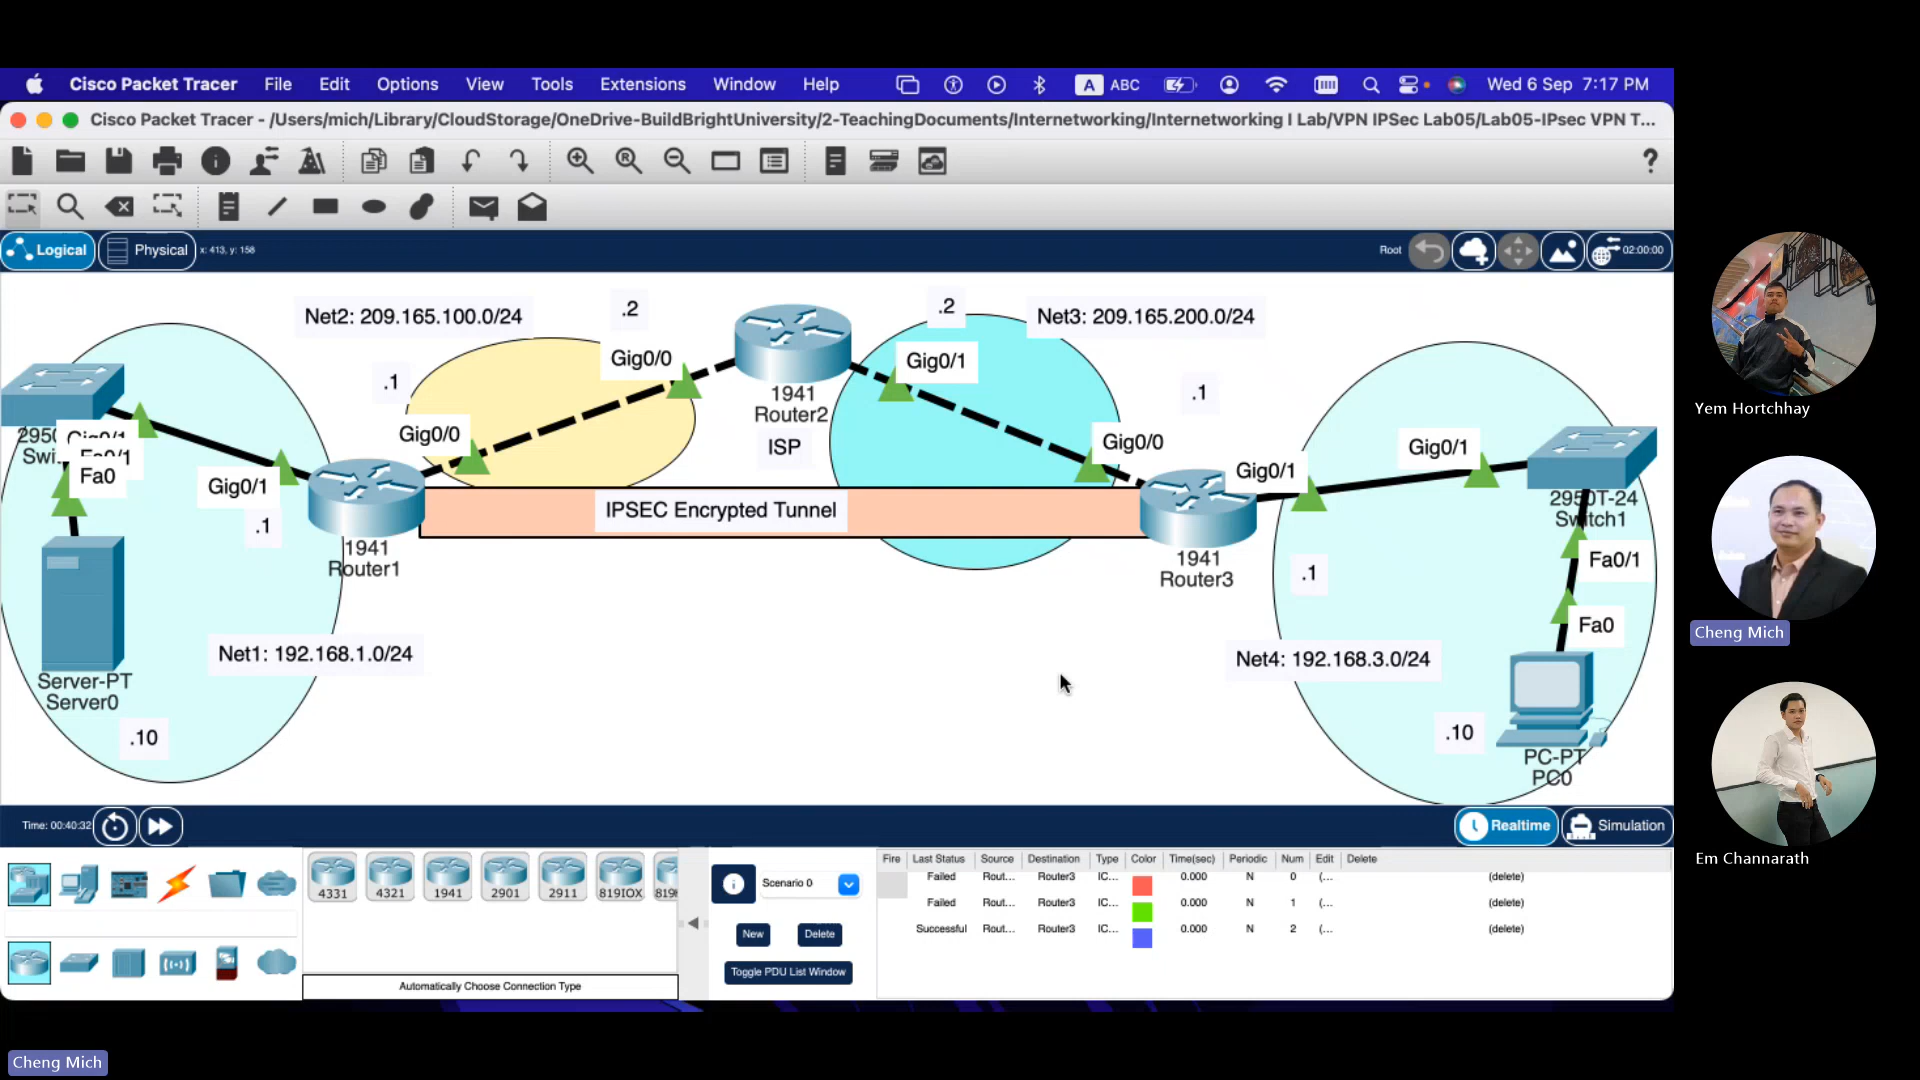 Cisco Packet Tracer File Edit Options View Tools Extensions Window Help A ABC Wed 6 Sep 7:17 PM
Cisco Packet Tracer - /Users/mich/Library/CloudStorage/OneDrive-BuildBrightUniversity/2-TeachingDocuments/Internetworking/Internetworking I Lab/VPN IPSec Lab05/Lab05-IPsec VPN T...
R
?
Logical Physical x: 413, y: 158 Root 02:00:00
Net2: 209.165.100.0/24 .2 .2 Net3: 209.165.200.0/24
Gig0/0 Gig0/1
.1 .1
1941
Router2
ISP
Gig0/0 Gig0/0
Gig0/1 Gig0/1
Fa0
Gig0/1
.1
IPSEC Encrypted Tunnel
2950T-24
Switch1
1941
Router1
1941
Router3
.1
Fa0/1
Fa0
Net1: 192.168.1.0/24
Net4: 192.168.3.0/24
Server-PT
Server0
.10
.10
PC-PT
PC0
Time: 00:40:32 Realtime Simulation
4331 4321 1941 2901 2911 819IOX
Automatically Choose Connection Type
Scenario 0
New Delete
Toggle PDU List Window
Fire Last Status Source Destination Type Color Time(sec) Periodic Num Edit Delete
Failed Rout... Router3 IC... 0.000 N 0 (... (delete)
Failed Rout... Router3 IC... 0.000 N 1 (... (delete)
Successful Rout... Router3 IC... 0.000 N 2 (... (delete)
Yem Hortchhay
Cheng Mich
Em Channarath
Cheng Mich